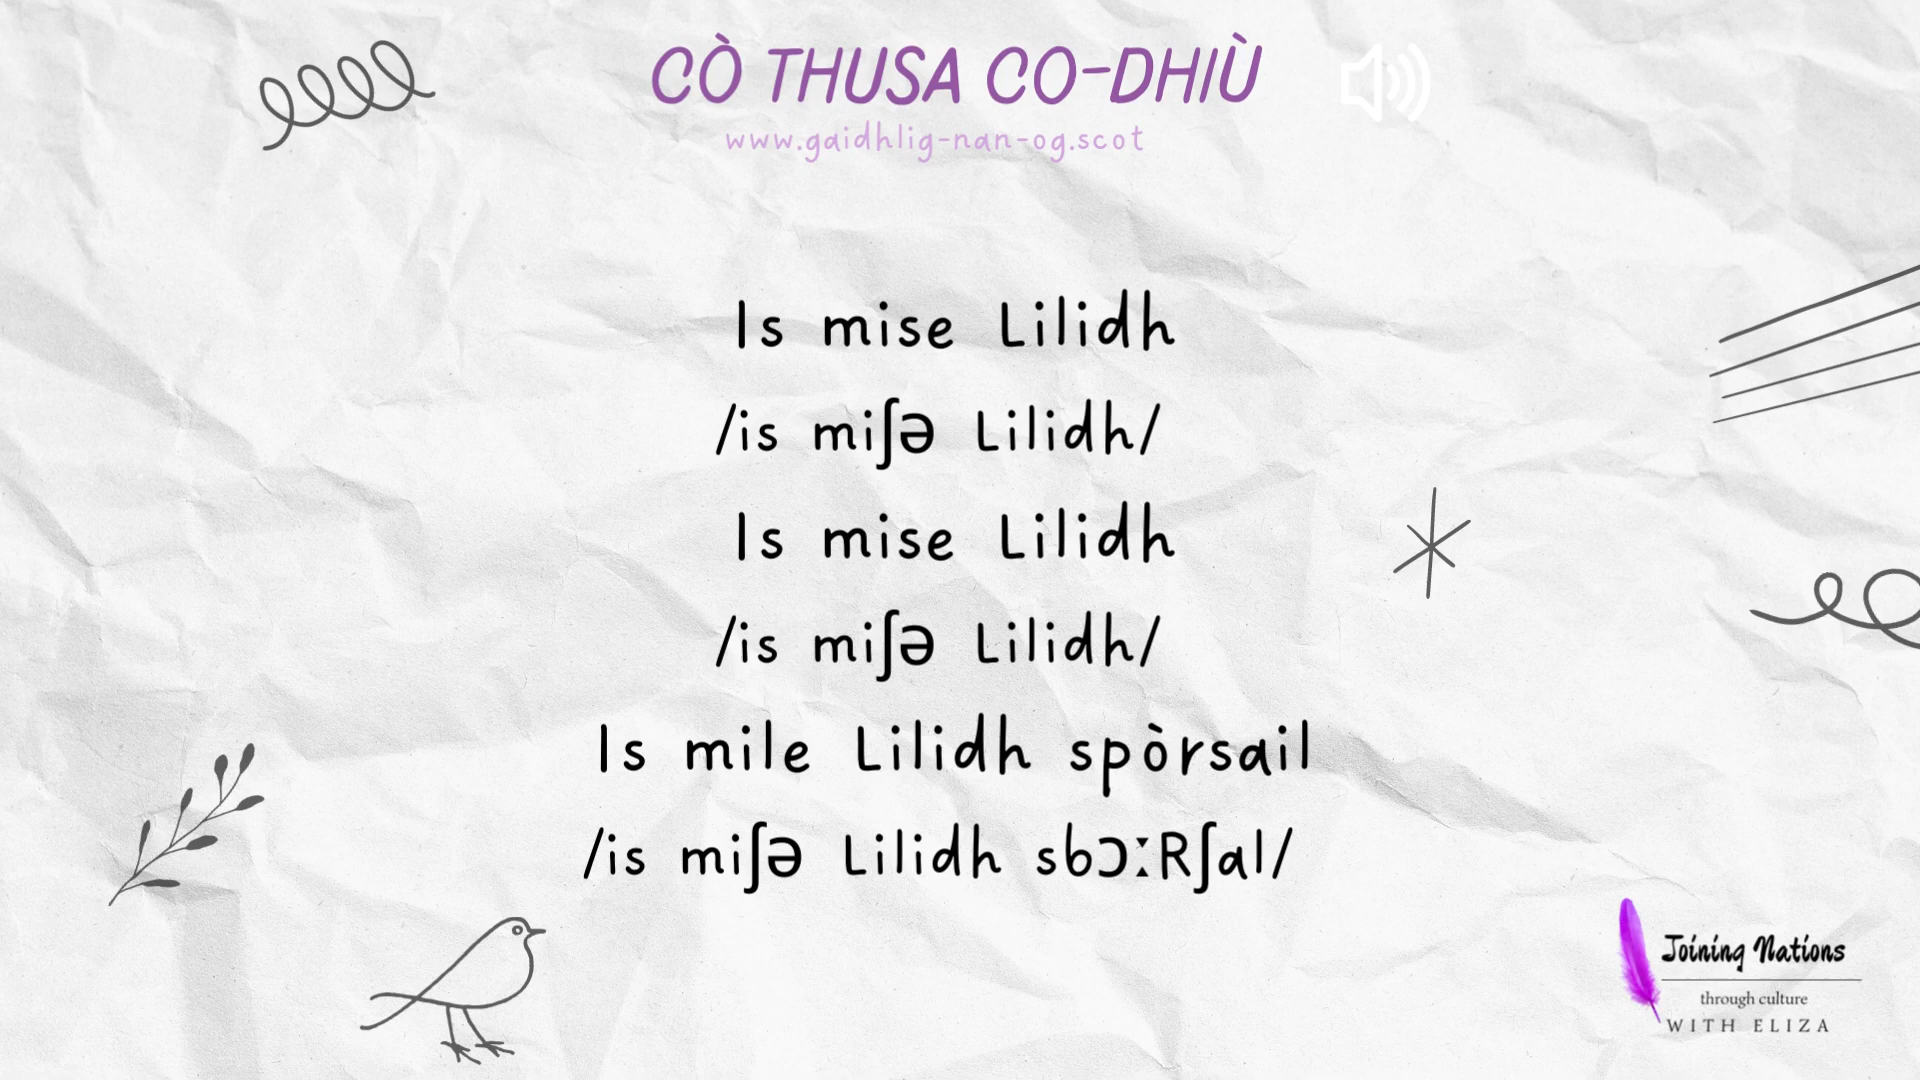 CÒ THUSA CO-DHIÙ
www.gaidhlig-nan-og.scot
Is mise Lilidh
/is miʃə Lilidh/
Is mise Lilidh
/is miʃə Lilidh/
Is mile Lilidh spòrsail
/is miʃə Lilidh sbɔːRʃal/
Joining Nations
through culture
WITH ELIZA